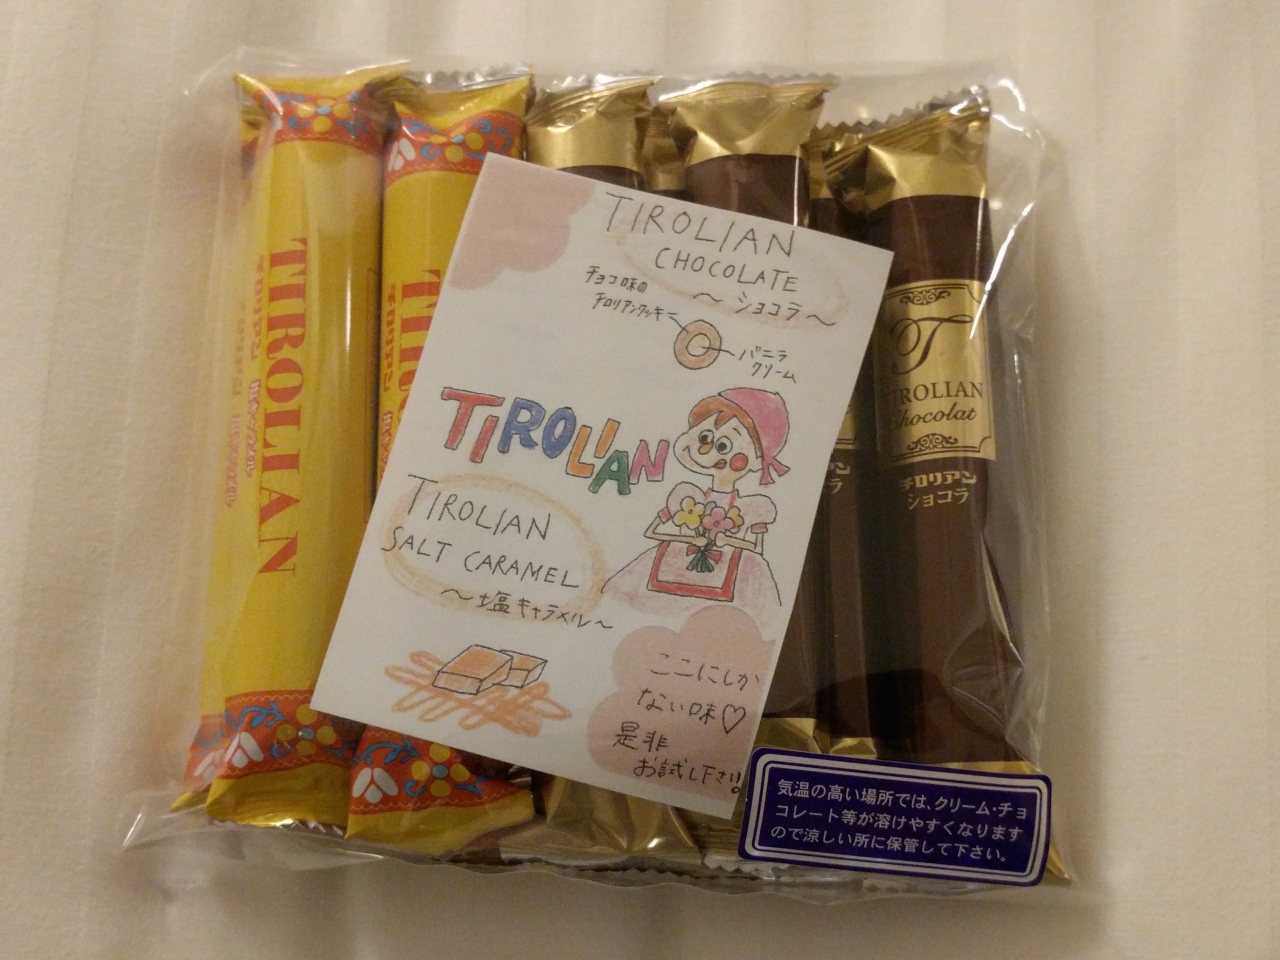 TIROLIAN
チロリアン
TIROLIAN
CHOCOLATE
〜ショコラ〜
チョコ味の
チロリアンクッキー
バニラ
クリーム
TIROLIAN
TIROLIAN
SALT CARAMEL
〜塩キャラメル〜
ここにしか
ない味♡
是非
お試し下さい!
T
TIROLIAN
Chocolat
チロリアン
ショコラ
気温の高い場所では、クリーム・チョ
コレート等が溶けやすくなります
ので涼しい所に保管して下さい。